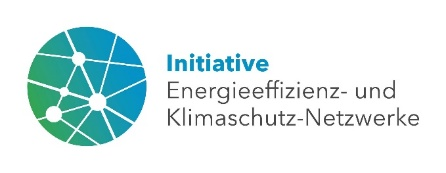 Initiative
Energieeffizienz- und
Klimaschutz-Netzwerke